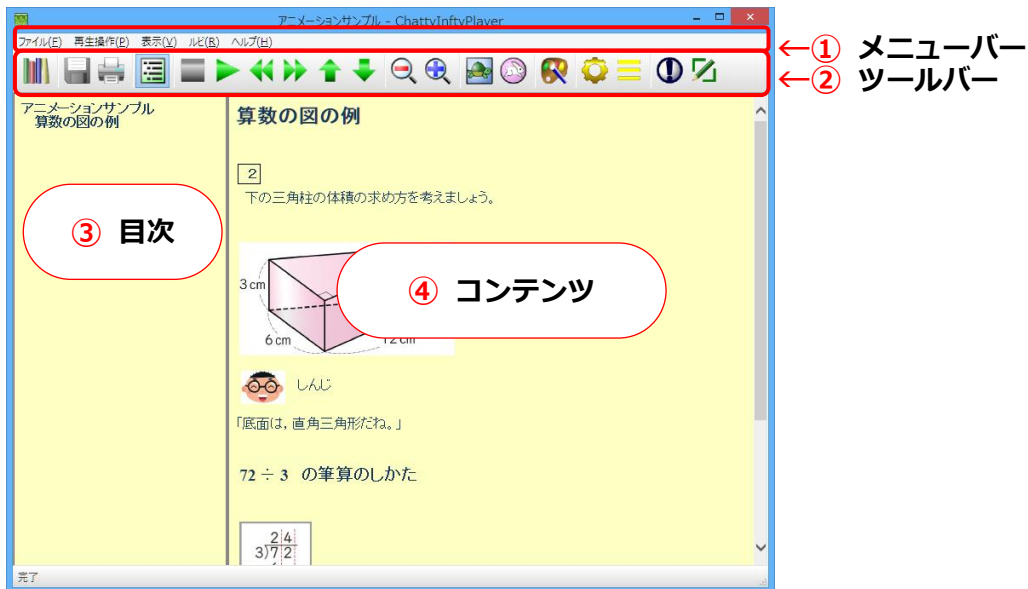 アニメーションサンプル - ChattyInftyPlayer
ファイル(F) 再生操作(P) 表示(V) ルビ(R) ヘルプ(H)
←① メニューバー
←② ツールバー
アニメーションサンプル
算数の図の例
算数の図の例
2
下の三角柱の体積の求め方を考えましょう。
③ 目次
3cm
④ コンテンツ
6cm
12cm
しんじ
「底面は，直角三角形だね。」
72 ÷ 3 の筆算のしかた
24
3)72
完了